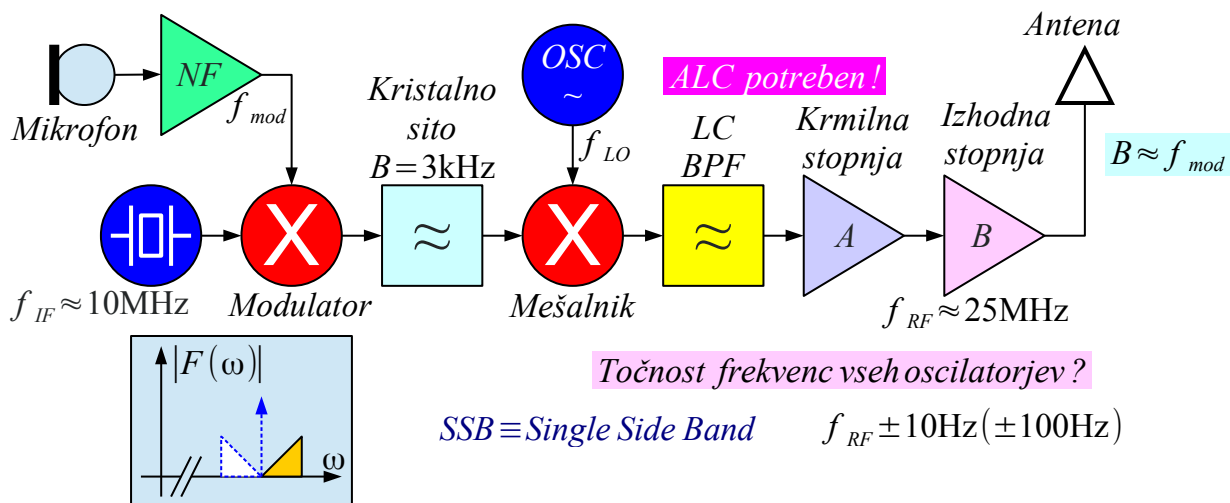 Mikrofon
NF
f mod
OSC
~
f LO
Kristalno
sito
B=3kHz
ALC potreben!
LC
BPF
Krmilna
stopnja
Izhodna
stopnja
Antena
B≈f mod
X
≈
X
≈
A
B
f IF≈10MHz
Modulator
Mešalnik
f RF≈25MHz
|F(ω)|
ω
Točnost frekvenc vseh oscilatorjev?
SSB≡Single Side Band
f RF±10Hz(±100Hz)